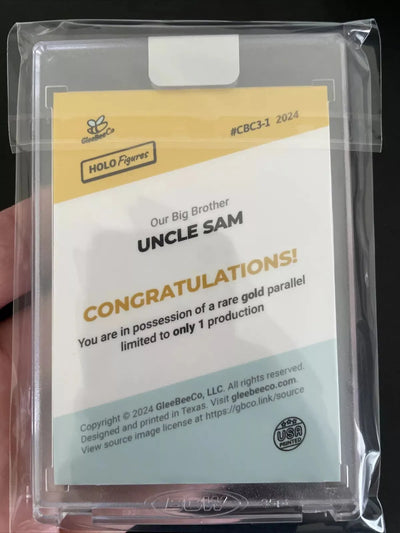 GleeBeeCo
#CBC3-1 2024
HOLO Figures
Our Big Brother
UNCLE SAM
CONGRATULATIONS!
You are in possession of a rare gold parallel
limited to only 1 production
Copyright © 2024 GleeBeeCo, LLC. All rights reserved.
Designed and printed in Texas. Visit gleebeeco.com.
View source image license at https://gbco.link/source
USA
PRINTED